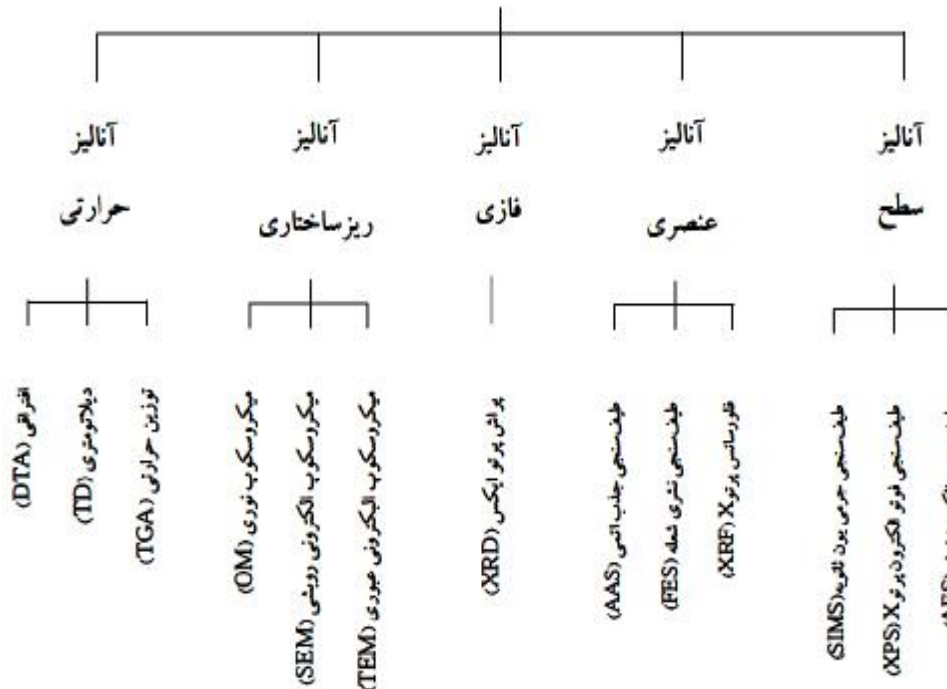 آنالیز
سطح
آنالیز
عنصری
آنالیز
فازی
آنالیز
ریزساختاری
آنالیز
حرارتی
طیف‌سنجی فوتو الکترون پرتو X (XPS)
طیف‌سنجی جرمی یون ثانویه (SIMS)
فلورسانس پرتو X (XRF)
طیف‌سنجی نشری شعله (FES)
طیف‌سنجی جذب اتمی (AAS)
پراش پرتو ایکس (XRD)
میکروسکوپ الکترونی عبوری (TEM)
میکروسکوپ الکترونی روبشی (SEM)
میکروسکوپ نوری (OM)
توزین حرارتی (TGA)
دیلاتومتری (TD)
افتراقی (DTA)